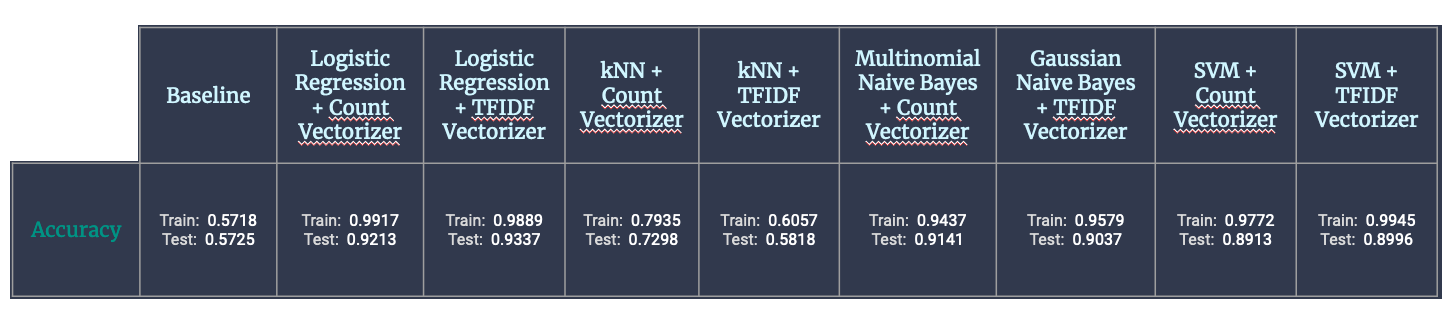 Baseline
Logistic
Regression
+ Count
Vectorizer
Logistic
Regression
+ TFIDF
Vectorizer
kNN +
Count
Vectorizer
kNN +
TFIDF
Vectorizer
Multinomial
Naive Bayes
+ Count
Vectorizer
Gaussian
Naive Bayes
+ TFIDF
Vectorizer
SVM +
Count
Vectorizer
SVM +
TFIDF
Vectorizer
Accuracy
Train: 0.5718
Test: 0.5725
Train: 0.9917
Test: 0.9213
Train: 0.9889
Test: 0.9337
Train: 0.7935
Test: 0.7298
Train: 0.6057
Test: 0.5818
Train: 0.9437
Test: 0.9141
Train: 0.9579
Test: 0.9037
Train: 0.9772
Test: 0.8913
Train: 0.9945
Test: 0.8996